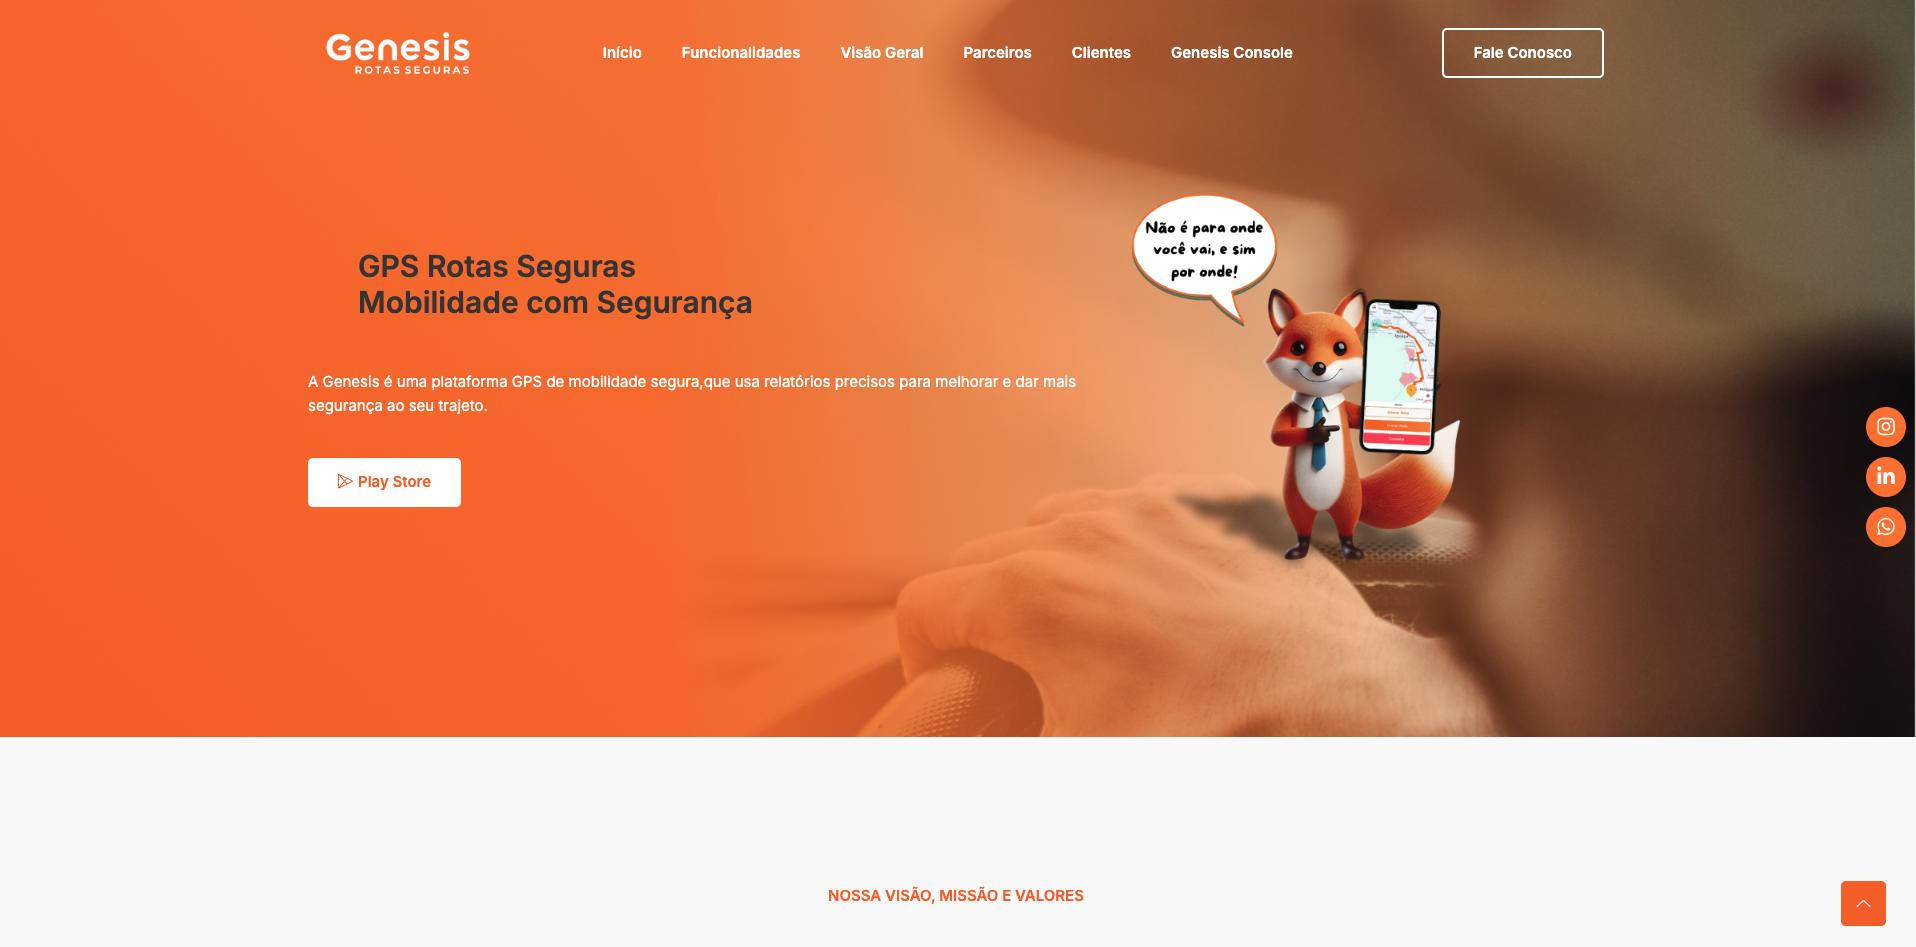 Genesis
ROTAS SEGURAS
Início
Funcionalidades
Visão Geral
Parceiros
Clientes
Genesis Console
Fale Conosco
Não é para onde
você vai, e sim
por onde!
GPS Rotas Seguras
Mobilidade com Segurança
A Genesis é uma plataforma GPS de mobilidade segura,que usa relatórios precisos para melhorar e dar mais
segurança ao seu trajeto.
Play Store
NOSSA VISÃO, MISSÃO E VALORES